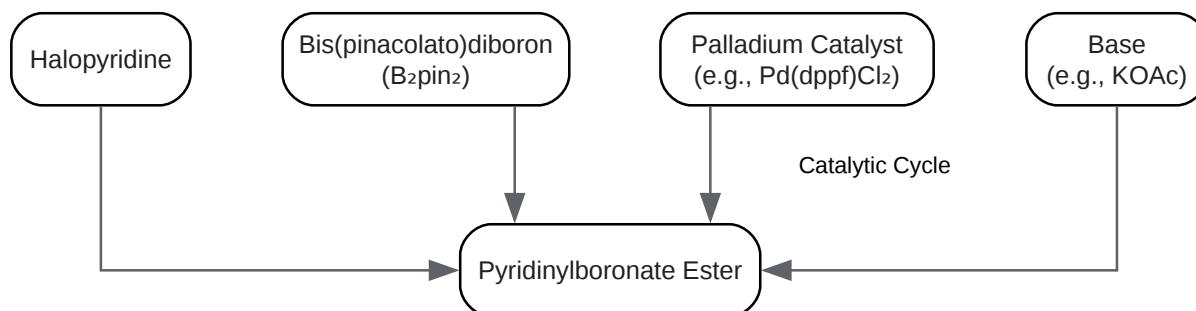 Halopyridine
Bis(pinacolato)diboron
(B₂pin₂)
Palladium Catalyst
(e.g., Pd(dppf)Cl₂)
Base
(e.g., KOAc)
Catalytic Cycle
Pyridinylboronate Ester